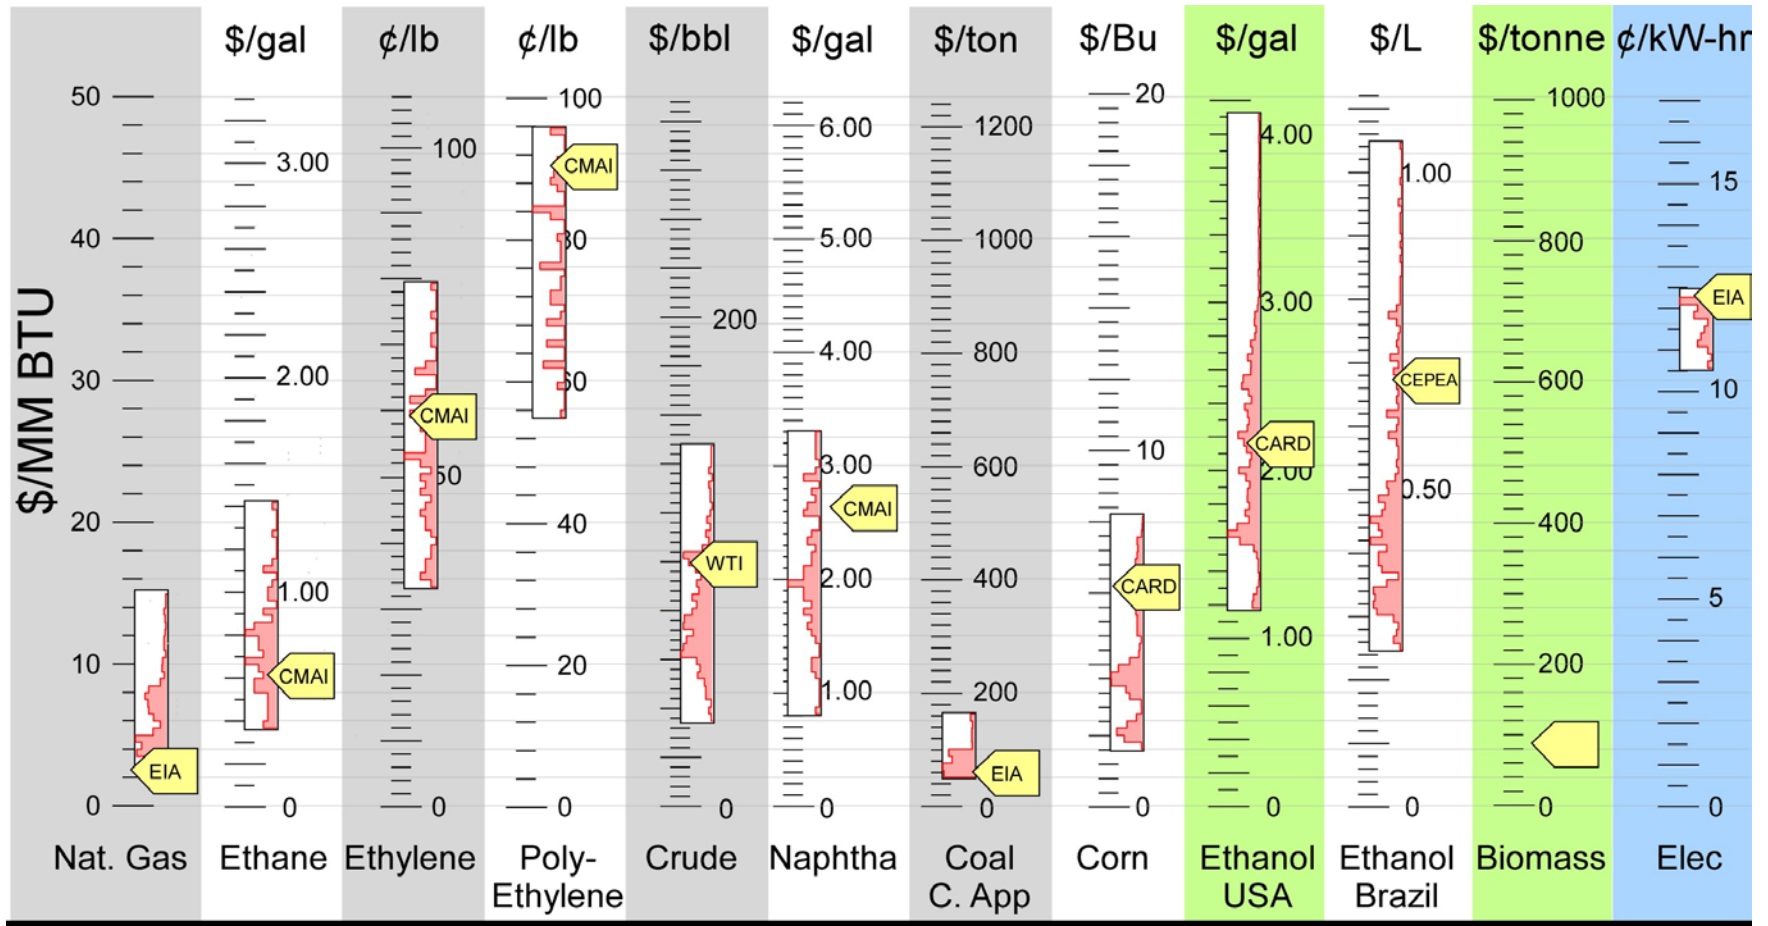 $/gal ¢/lb ¢/lb $/bbl $/gal $/ton $/Bu $/gal $/L $/tonne ¢/kW-hr
$/MM BTU
50
40
30
20
10
0
EIA
Nat. Gas
3.00
2.00
1.00
CMAI
0
Ethane
100
CMAI
50
0
Ethylene
100
CMAI
80
60
40
20
0
Poly-
Ethylene
200
WTI
0
Crude
6.00
5.00
4.00
3.00
CMAI
2.00
1.00
0
Naphtha
1200
1000
800
600
400
200
EIA
0
Coal
C. App
20
10
CARD
0
Corn
4.00
3.00
CARD
2.00
1.00
0
Ethanol
USA
1.00
CEPEA
0.50
0
Ethanol
Brazil
1000
800
600
400
200
0
Biomass
15
EIA
10
5
0
Elec